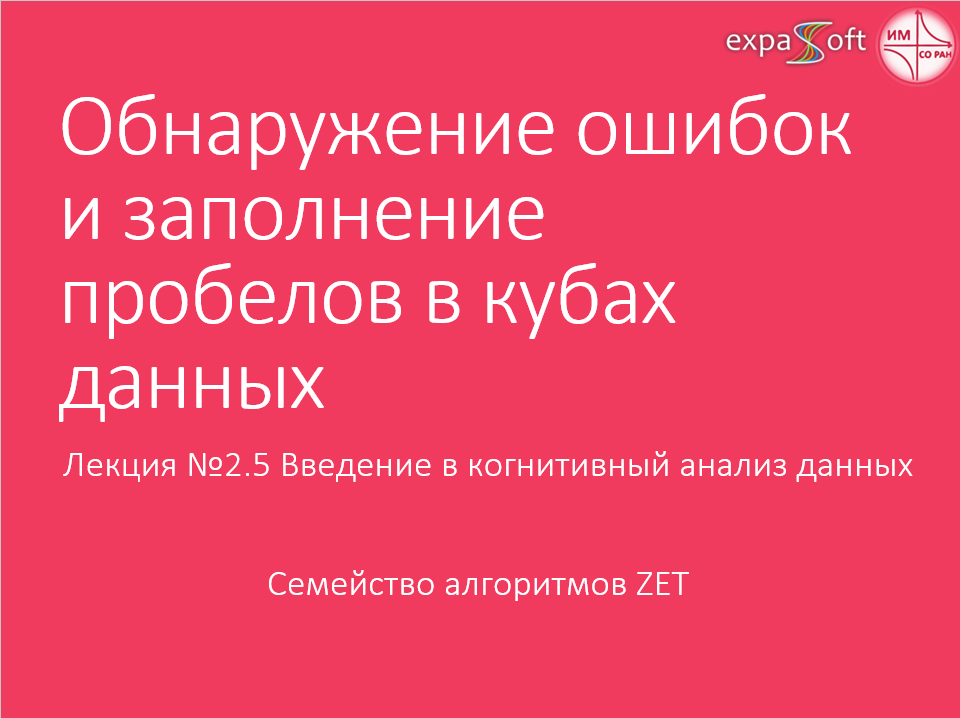 expasoft
ИМ
СО РАН
Обнаружение ошибок
и заполнение
пробелов в кубах
данных
Лекция №2.5 Введение в когнитивный анализ данных
Семейство алгоритмов ZET